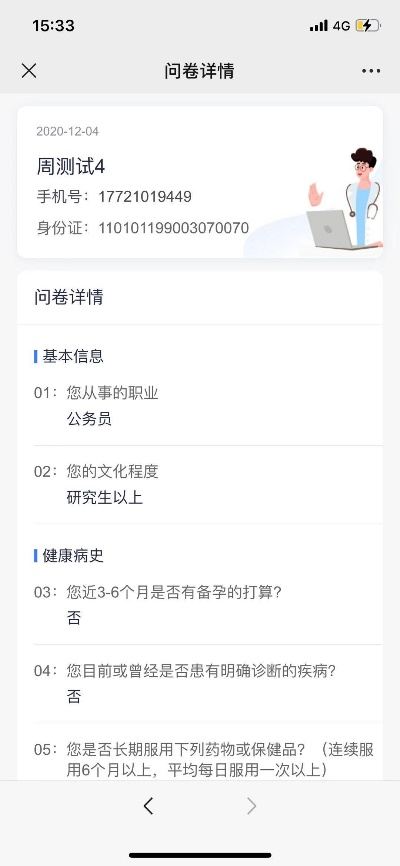 15:33
4G
问卷详情
2020-12-04
周测试4
手机号：17721019449
身份证：110101199003070070
问卷详情
基本信息
01：您从事的职业
公务员
02：您的文化程度
研究生以上
健康病史
03：您近3-6个月是否有备孕的打算？
否
04：您目前或曾经是否患有明确诊断的疾病？
否
05：您是否长期服用下列药物或保健品？（连续服
用6个月以上，平均每日服用一次以上）